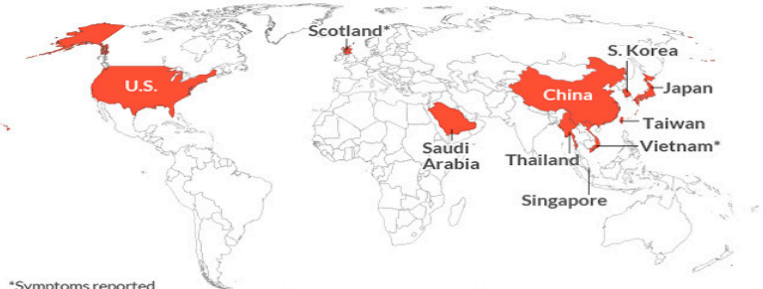 Scotland*
S. Korea
U.S.
China
Japan
Taiwan
Saudi
Arabia
Thailand
Vietnam*
Singapore
*Symptoms reported